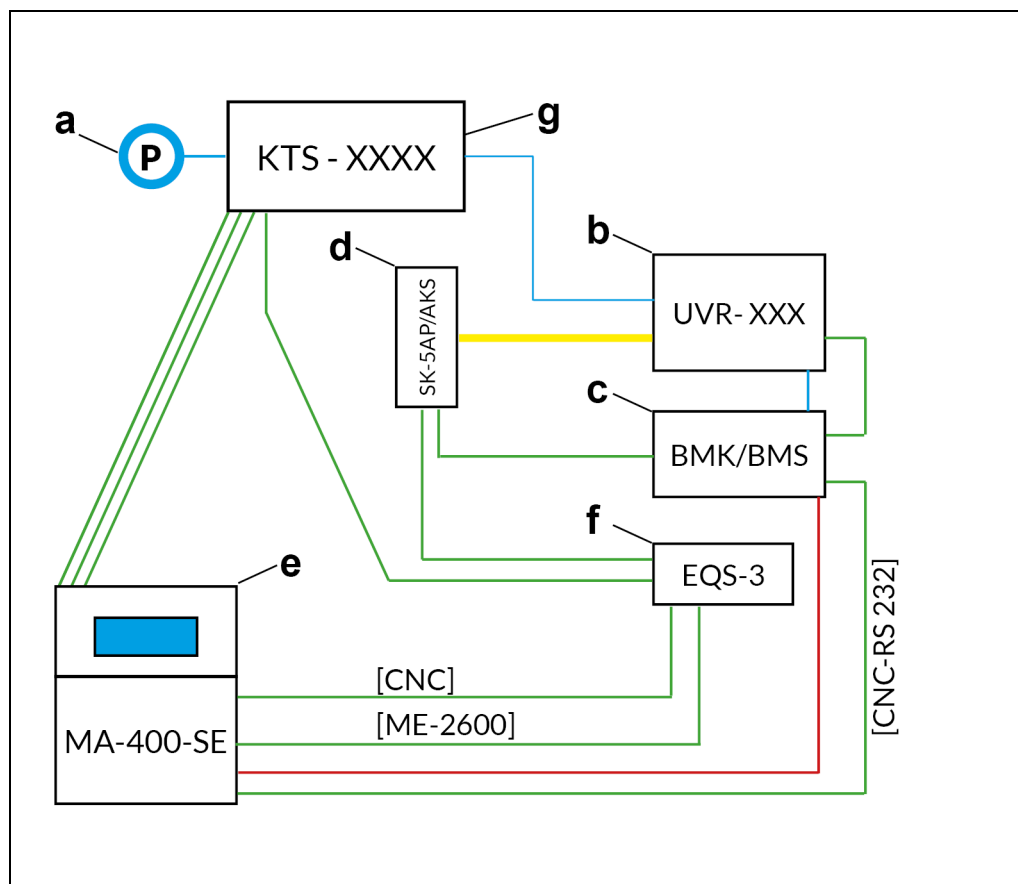 a
P
KTS - XXXX
g
d
b
SK-5AP/AKS
UVR- XXX
c
BMK/BMS
f
e
EQS-3
[CNC-RS 232]
[CNC]
[ME-2600]
MA-400-SE